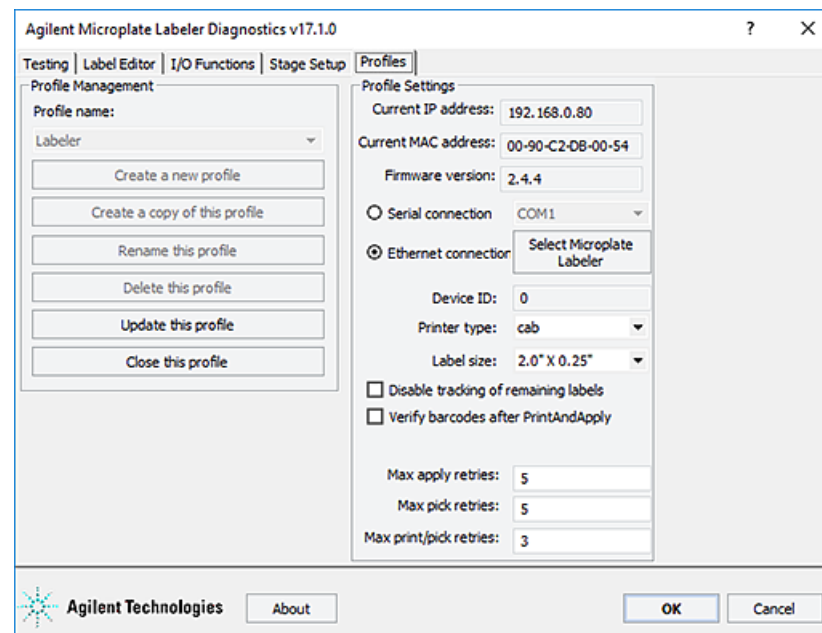 Agilent Microplate Labeler Diagnostics v17.1.0
?
X
Testing
Label Editor
I/O Functions
Stage Setup
Profiles
Profile Management
Profile name:
Labeler
Create a new profile
Create a copy of this profile
Rename this profile
Delete this profile
Update this profile
Close this profile
Profile Settings
Current IP address:
192.168.0.80
Current MAC address:
00-90-C2-DB-00-54
Firmware version:
2.4.4
Serial connection
COM1
Ethernet connection
Select Microplate
Labeler
Device ID:
0
Printer type:
cab
Label size:
2.0" X 0.25"
Disable tracking of remaining labels
Verify barcodes after PrintAndApply
Max apply retries:
5
Max pick retries:
5
Max print/pick retries:
3
Agilent Technologies
About
OK
Cancel